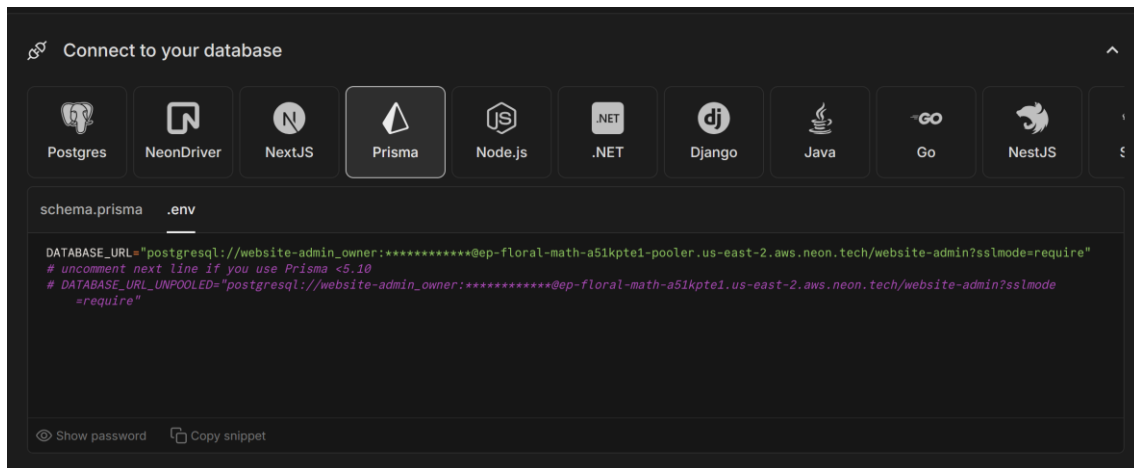 Connect to your database
Postgres NeonDriver NextJS Prisma Node.js .NET Django Java Go NestJS
schema.prisma .env
DATABASE_URL="postgresql://website-admin_owner:************@ep-floral-math-a51kpte1-pooler.us-east-2.aws.neon.tech/website-admin?sslmode=require"
# uncomment next line if you use Prisma <5.10
# DATABASE_URL_UNPOOLED="postgresql://website-admin_owner:************@ep-floral-math-a51kpte1.us-east-2.aws.neon.tech/website-admin?sslmode
=require"
Show password Copy snippet